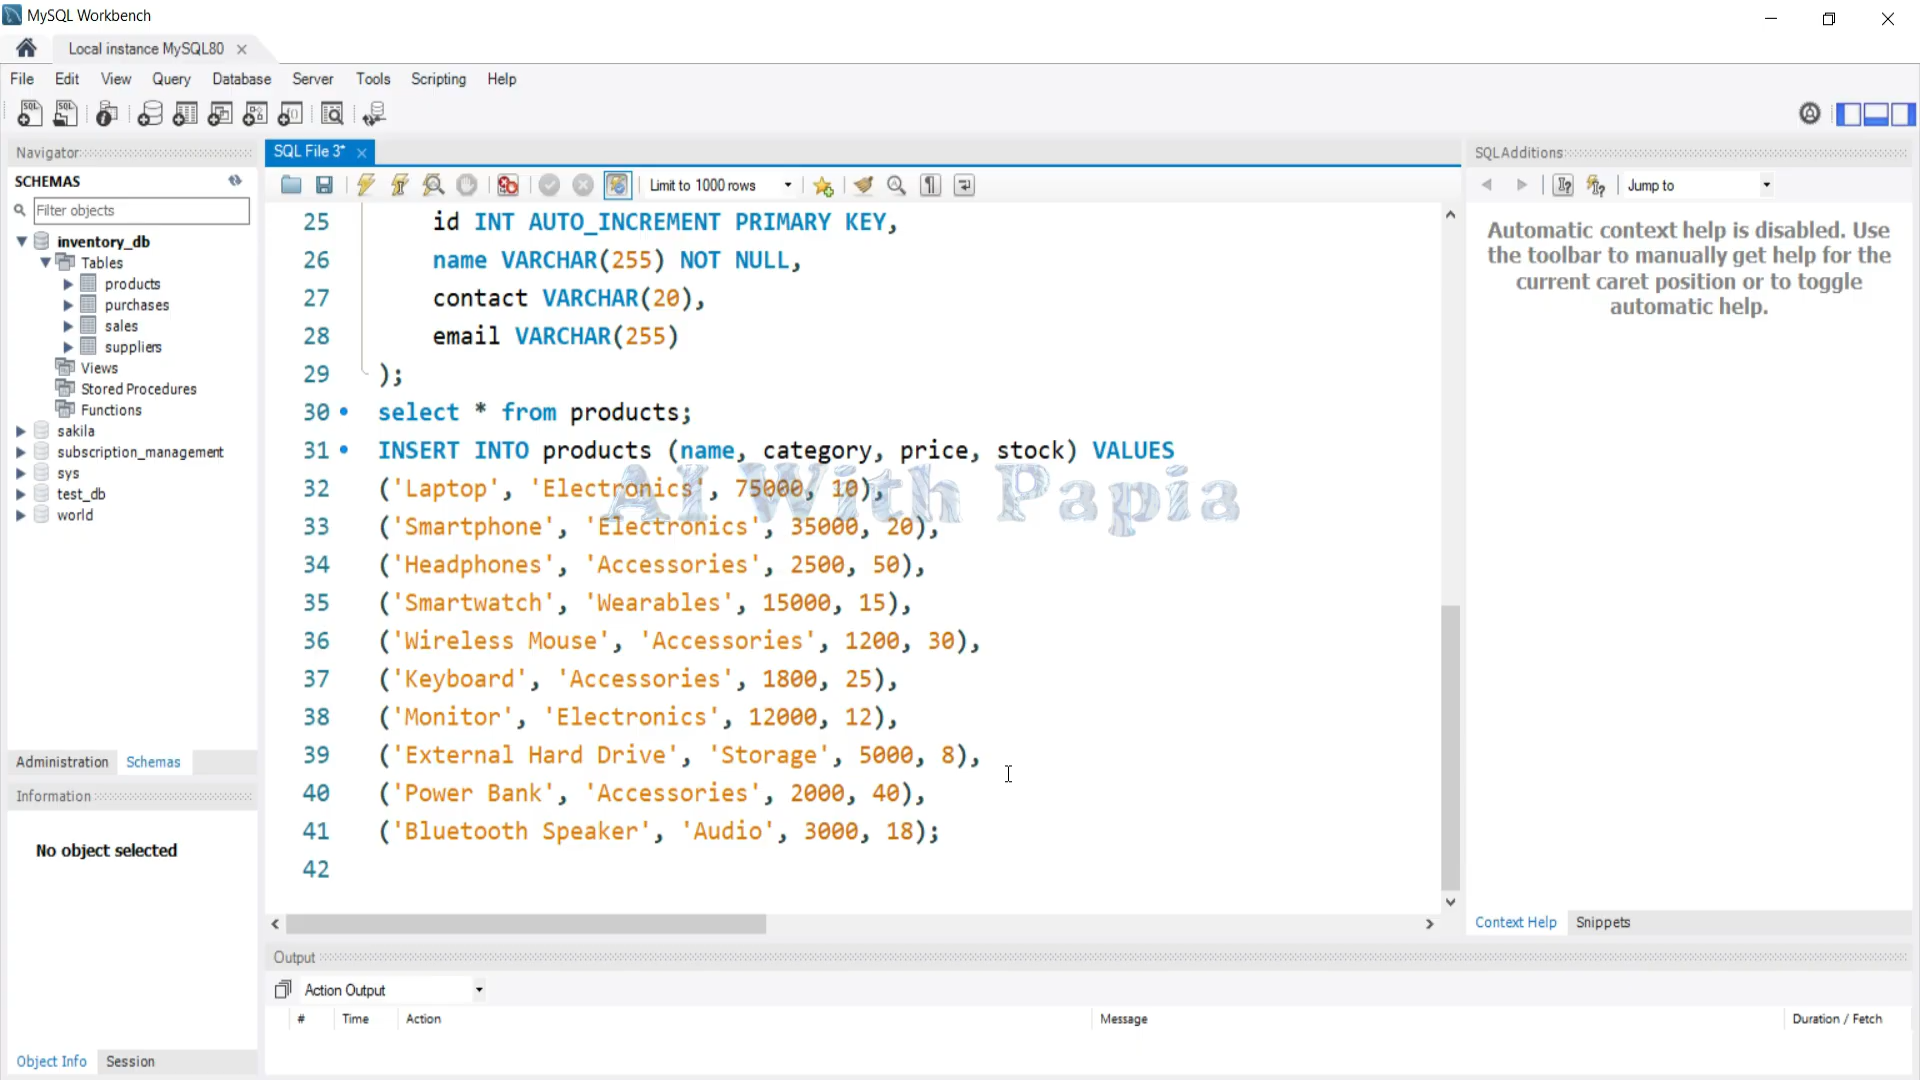 MySQL Workbench
Local instance MySQL80
File Edit View Query Database Server Tools Scripting Help
Navigator
SCHEMAS
Filter objects
inventory_db
Tables
products
purchases
sales
suppliers
Views
Stored Procedures
Functions
sakila
subscription_management
sys
test_db
world
Administration Schemas
Information
No object selected
Object Info Session
SQL File 3*
Limit to 1000 rows
25 id INT AUTO_INCREMENT PRIMARY KEY,
26 name VARCHAR(255) NOT NULL,
27 contact VARCHAR(20),
28 email VARCHAR(255)
29 );
30 select * from products;
31 INSERT INTO products (name, category, price, stock) VALUES
32 ('Laptop', 'Electronics', 75000, 10),
33 ('Smartphone', 'Electronics', 35000, 20),
34 ('Headphones', 'Accessories', 2500, 50),
35 ('Smartwatch', 'Wearables', 15000, 15),
36 ('Wireless Mouse', 'Accessories', 1200, 30),
37 ('Keyboard', 'Accessories', 1800, 25),
38 ('Monitor', 'Electronics', 12000, 12),
39 ('External Hard Drive', 'Storage', 5000, 8),
40 ('Power Bank', 'Accessories', 2000, 40),
41 ('Bluetooth Speaker', 'Audio', 3000, 18);
42
AI With Papia
SQLAdditions
Jump to
Automatic context help is disabled. Use
the toolbar to manually get help for the
current caret position or to toggle
automatic help.
Context Help Snippets
Output
Action Output
# Time Action Message Duration / Fetch